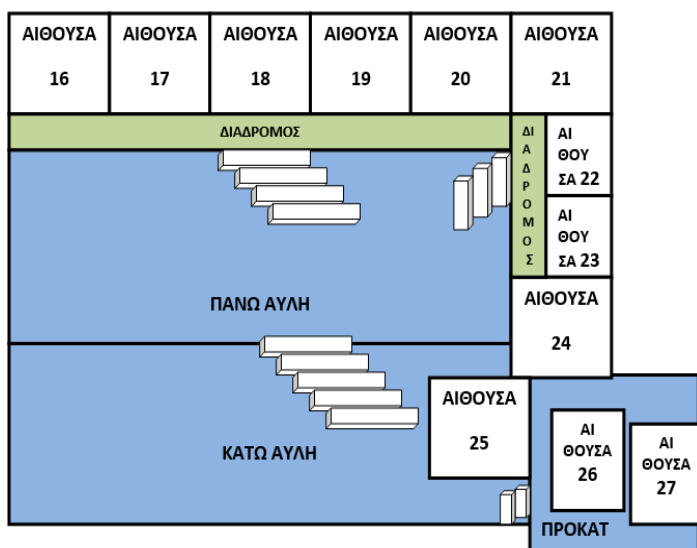 ΑΙΘΟΥΣΑ
16
ΑΙΘΟΥΣΑ
17
ΑΙΘΟΥΣΑ
18
ΑΙΘΟΥΣΑ
19
ΑΙΘΟΥΣΑ
20
ΑΙΘΟΥΣΑ
21
ΔΙΑΔΡΟΜΟΣ
Δ
Ι
Α
Δ
Ρ
Ο
Μ
Ο
Σ
ΑΙ
ΘΟΥ
ΣΑ 22
ΑΙ
ΘΟΥ
ΣΑ 23
ΠΑΝΩ ΑΥΛΗ
ΑΙΘΟΥΣΑ
24
ΚΑΤΩ ΑΥΛΗ
ΑΙΘΟΥΣΑ
25
ΑΙ
ΘΟΥΣΑ
26
ΑΙ
ΘΟΥΣΑ
27
ΠΡΟΚΑΤ